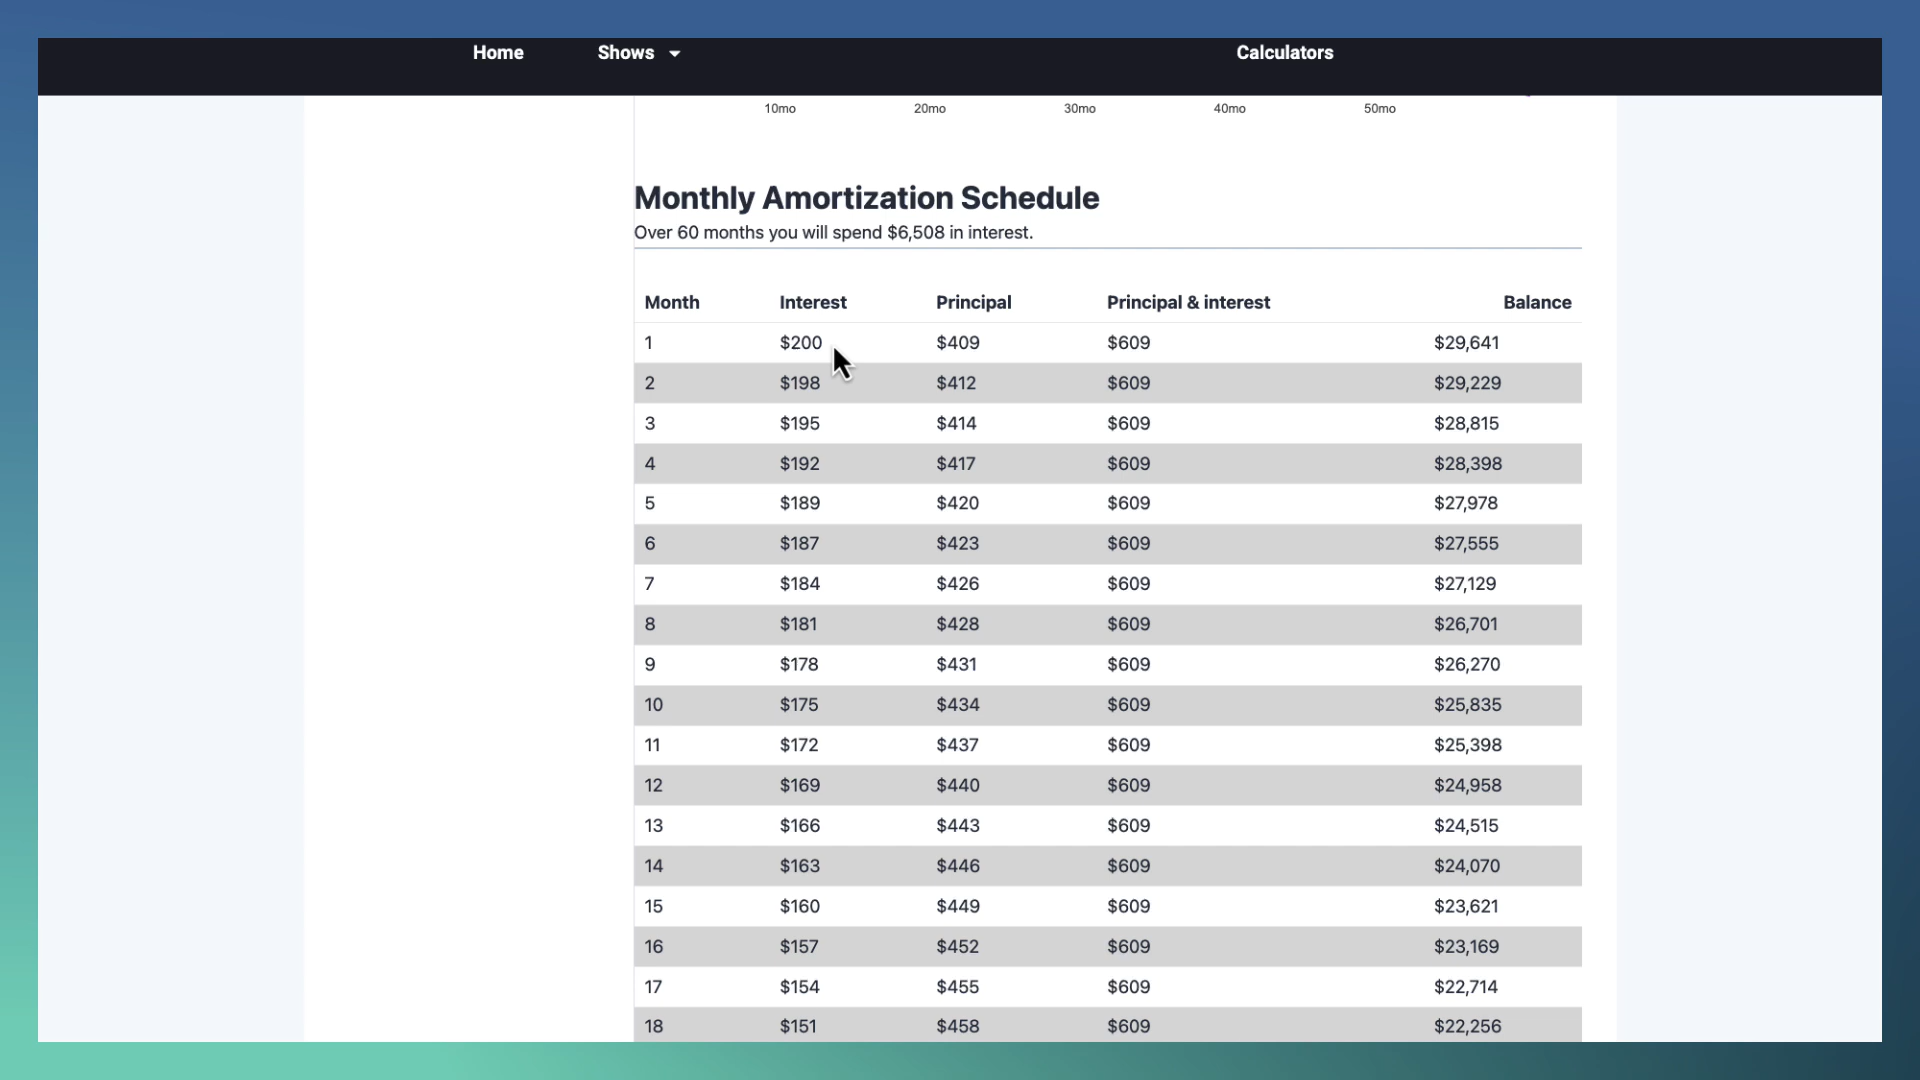 Home Shows Calculators
10mo 20mo 30mo 40mo 50mo
Monthly Amortization Schedule
Over 60 months you will spend $6,508 in interest.
Month Interest Principal Principal & interest Balance
1 $200 $409 $609 $29,641
2 $198 $412 $609 $29,229
3 $195 $414 $609 $28,815
4 $192 $417 $609 $28,398
5 $189 $420 $609 $27,978
6 $187 $423 $609 $27,555
7 $184 $426 $609 $27,129
8 $181 $428 $609 $26,701
9 $178 $431 $609 $26,270
10 $175 $434 $609 $25,835
11 $172 $437 $609 $25,398
12 $169 $440 $609 $24,958
13 $166 $443 $609 $24,515
14 $163 $446 $609 $24,070
15 $160 $449 $609 $23,621
16 $157 $452 $609 $23,169
17 $154 $455 $609 $22,714
18 $151 $458 $609 $22,256